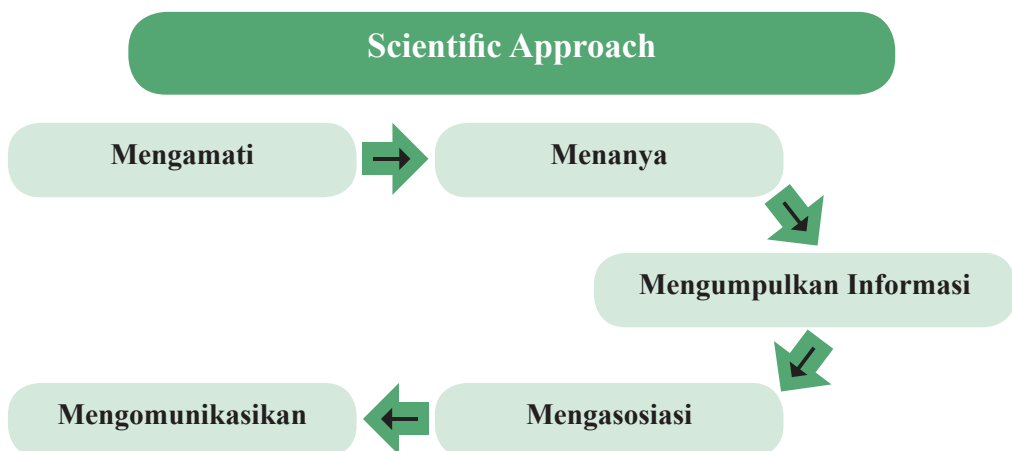 Scientific Approach
Mengamati
Menanya
Mengumpulkan Informasi
Mengasosiasi
Mengomunikasikan